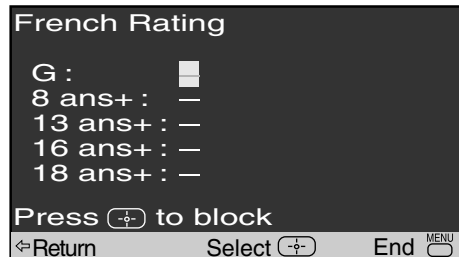 French Rating
G : –
8 ans+ : –
13 ans+ : –
16 ans+ : –
18 ans+ : –
Press to block
Return Select End MENU